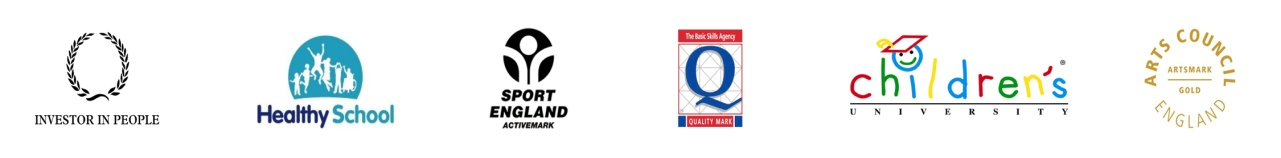 INVESTOR IN PEOPLE
Healthy School
SPORT
ENGLAND
ACTIVEMARK
The Basic Skills Agency
Q
QUALITY MARK
children's®
UNIVERSITY
ARTS COUNCIL
ARTSMARK
GOLD
ENGLAND